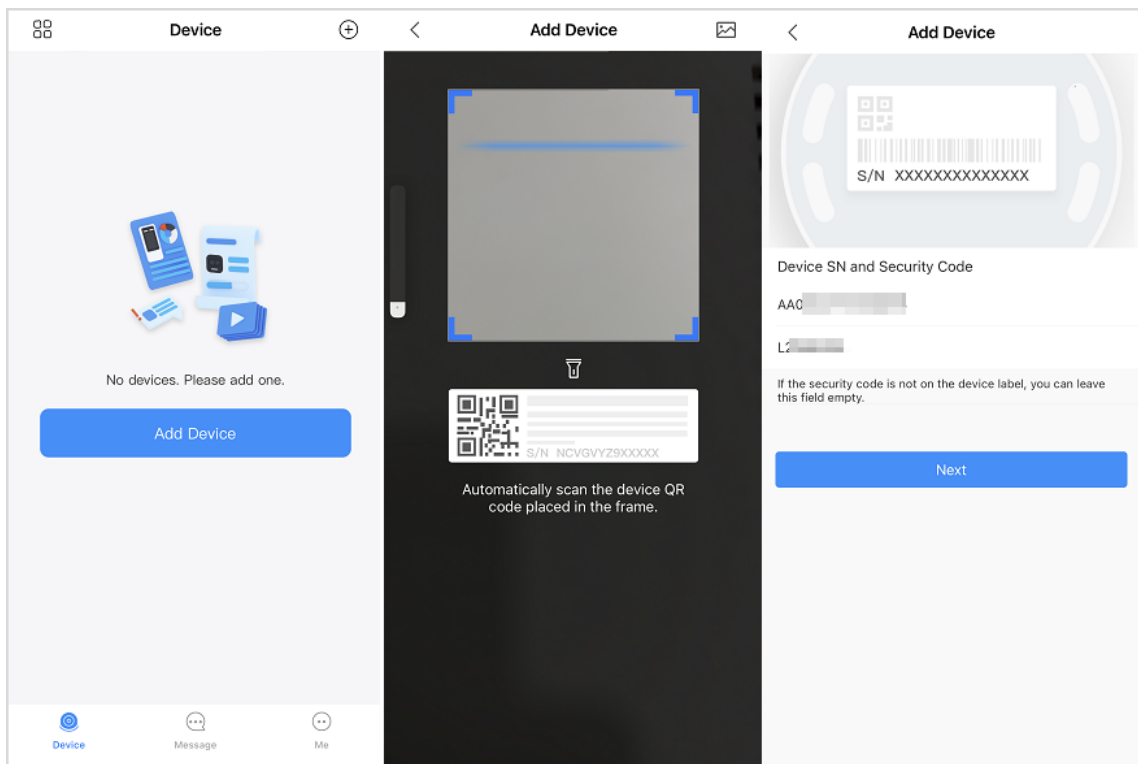 Device
No devices. Please add one.
Add Device
Device
Message
Me
Add Device
S/N NCVGVYZ9XXXXX
Automatically scan the device QR
code placed in the frame.
Add Device
S/N XXXXXXXXXXXXXX
Device SN and Security Code
AA0
L2
If the security code is not on the device label, you can leave
this field empty.
Next